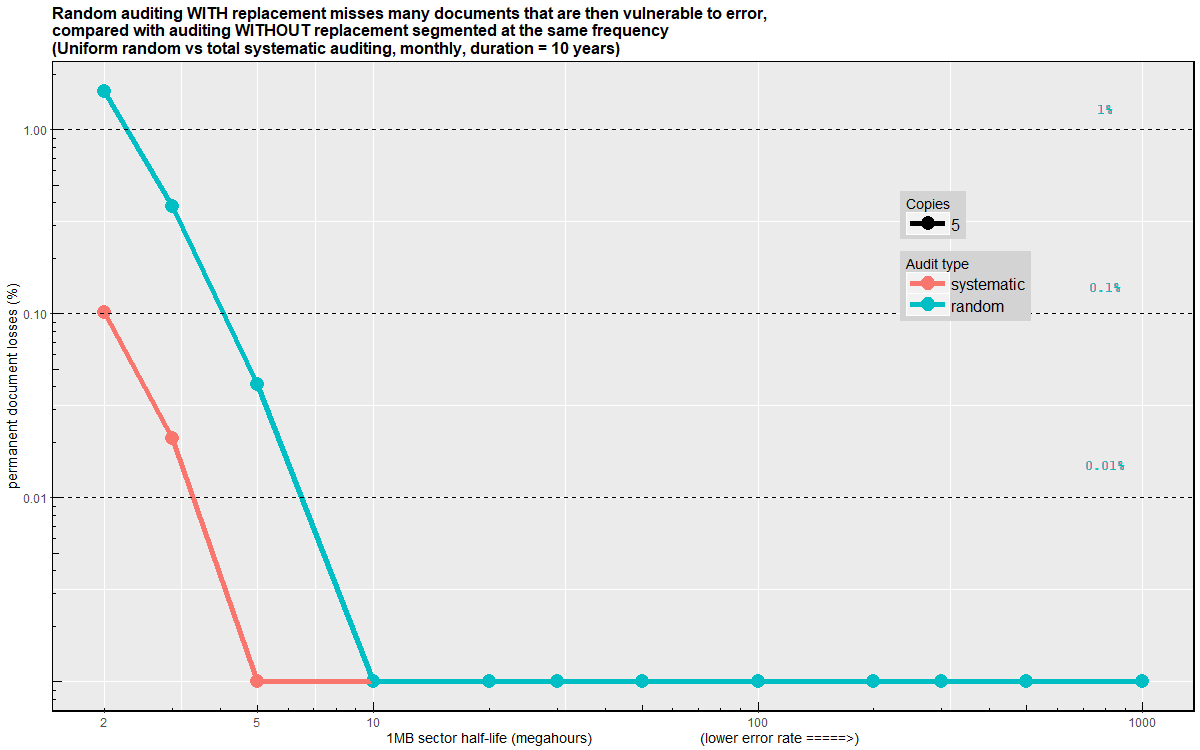 Random auditing WITH replacement misses many documents that are then vulnerable to error,
compared with auditing WITHOUT replacement segmented at the same frequency
(Uniform random vs total systematic auditing, monthly, duration = 10 years)
1%
1.00
Copies
5
Audit type
systematic
random
0.1%
0.10
permanent document losses (%)
0.01%
0.01
2
5
10
100
1000
1MB sector half-life (megahours)
(lower error rate =====>)